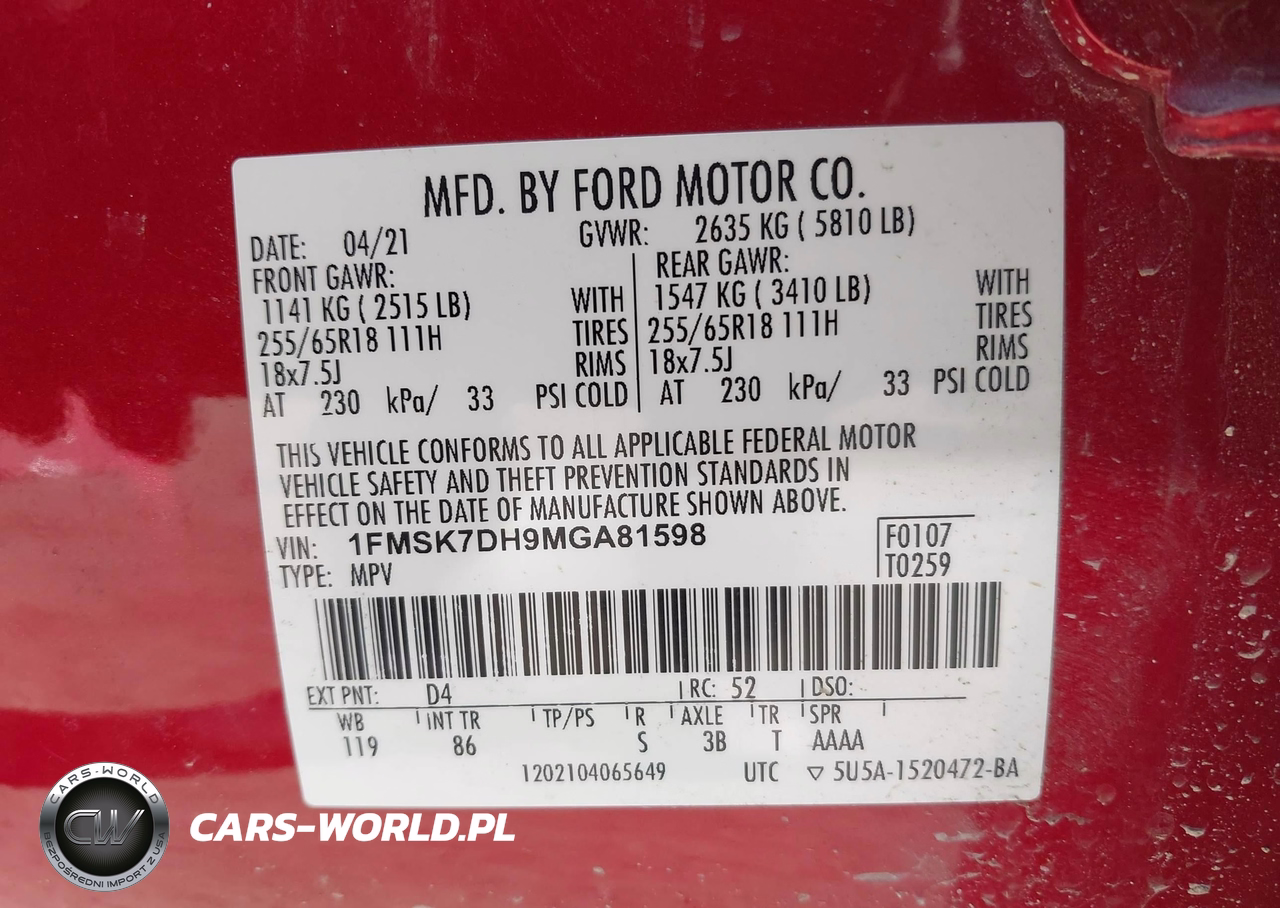 MFD. BY FORD MOTOR CO.
DATE: 04/21 GVWR: 2635 KG ( 5810 LB)
FRONT GAWR: REAR GAWR:
1141 KG ( 2515 LB) WITH 1547 KG ( 3410 LB) WITH
255/65R18 111H TIRES 255/65R18 111H TIRES
18x7.5J RIMS 18x7.5J RIMS
AT 230 kPa/ 33 PSI COLD AT 230 kPa/ 33 PSI COLD
THIS VEHICLE CONFORMS TO ALL APPLICABLE FEDERAL MOTOR
VEHICLE SAFETY AND THEFT PREVENTION STANDARDS IN
EFFECT ON THE DATE OF MANUFACTURE SHOWN ABOVE.
VIN: 1FMSK7DH9MGA81598 F0107
TYPE: MPV T0259
EXT PNT: D4 RC: 52 DSO:
WB INT TR TP/PS R AXLE TR SPR
119 86 S 3B T AAAA
1202104065649 UTC ▽ 5U5A-1520472-BA
CARS-WORLD
CW
BEZPOŚREDNI IMPORT Z USA
CARS-WORLD.PL